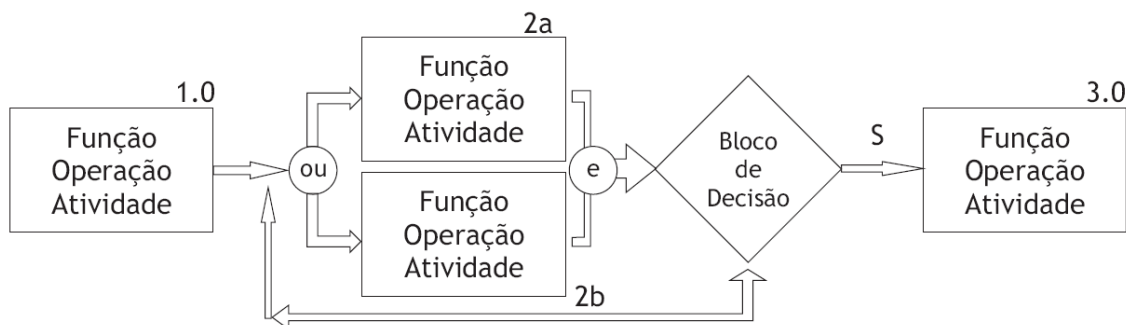 1.0
Função
Operação
Atividade
ou
2a
Função
Operação
Atividade
Função
Operação
Atividade
2b
e
Bloco
de
Decisão
S
3.0
Função
Operação
Atividade